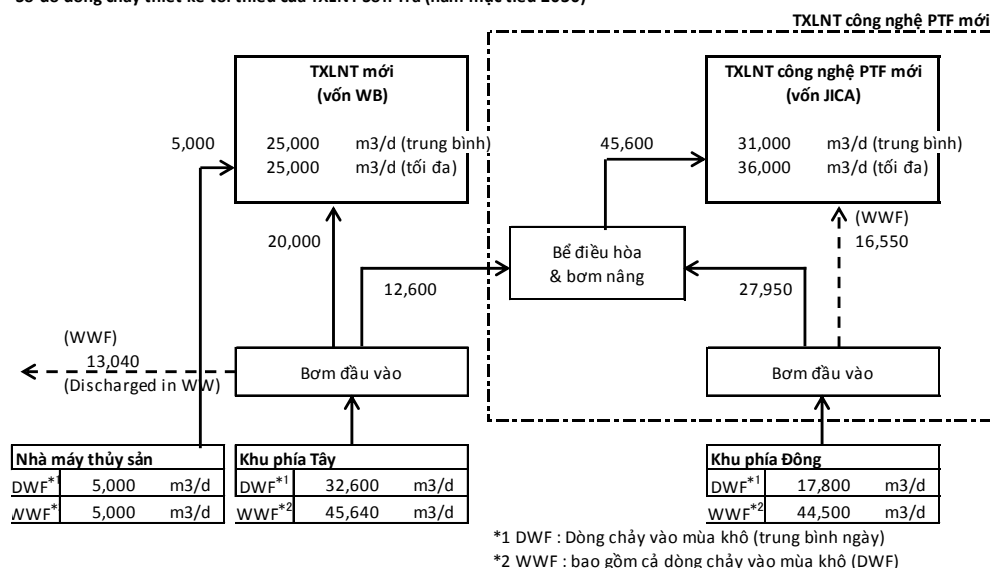 TXLNT công nghệ PTF mới
TXLNT mới
(vốn WB)
25,000 m3/d (trung bình)
25,000 m3/d (tối đa)
5,000
TXLNT công nghệ PTF mới
(vốn JICA)
31,000 m3/d (trung bình)
36,000 m3/d (tối đa)
45,600
20,000
12,600
Bể điều hòa
& bơm nâng
(WWF)
16,550
27,950
(WWF)
13,040
(Discharged in WW)
Bơm đầu vào
Bơm đầu vào
Nhà máy thủy sản
DWF*1 5,000 m3/d
WWF* 5,000 m3/d
Khu phía Tây
DWF*1 32,600 m3/d
WWF*2 45,640 m3/d
Khu phía Đông
DWF*1 17,800 m3/d
WWF*2 44,500 m3/d
*1 DWF : Dòng chảy vào mùa khô (trung bình ngày)
*2 WWF : bao gồm cả dòng chảy vào mùa khô (DWF)